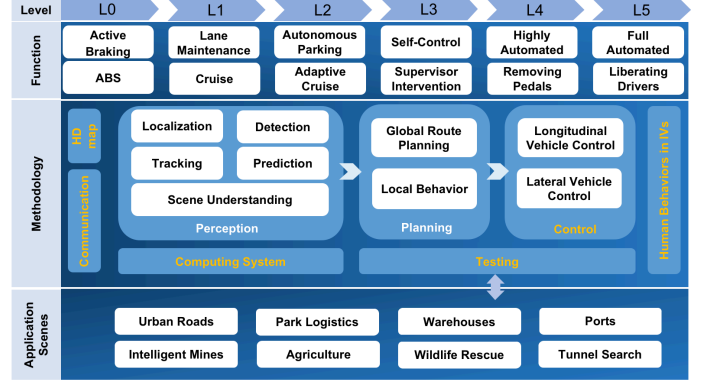 Level
L0
L1
L2
L3
L4
L5
Function
Active
Braking
Lane
Maintenance
Autonomous
Parking
Self-Control
Highly
Automated
Full
Automated
ABS
Cruise
Adaptive
Cruise
Supervisor
Intervention
Removing
Pedals
Liberating
Drivers
Methodology
HD
map
Communication
Localization
Detection
Tracking
Prediction
Scene Understanding
Perception
Global Route
Planning
Local Behavior
Planning
Longitudinal
Vehicle Control
Lateral Vehicle
Control
Control
Human Behaviors in IVs
Computing System
Testing
Application
Scenes
Urban Roads
Park Logistics
Warehouses
Ports
Intelligent Mines
Agriculture
Wildlife Rescue
Tunnel Search